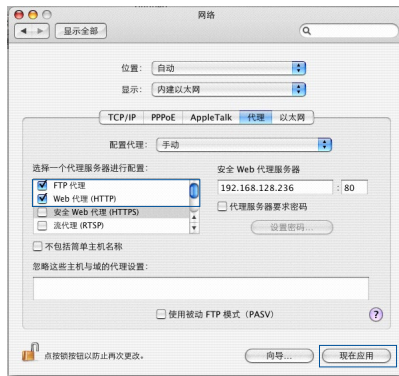 网络
显示全部
位置： 自动
显示： 内建以太网
TCP/IP PPPoE AppleTalk 代理 以太网
配置代理： 手动
选择一个代理服务器进行配置： 安全 Web 代理服务器
FTP 代理 192.168.128.236 : 80
Web 代理 (HTTP)
安全 Web 代理 (HTTPS) 代理服务器要求密码
流代理 (RTSP) 设置密码...
不包括简单主机名称
忽略这些主机与域的代理设置：
使用被动 FTP 模式（PASV） ?
点按锁按钮以防止再次更改。 向导... 现在应用